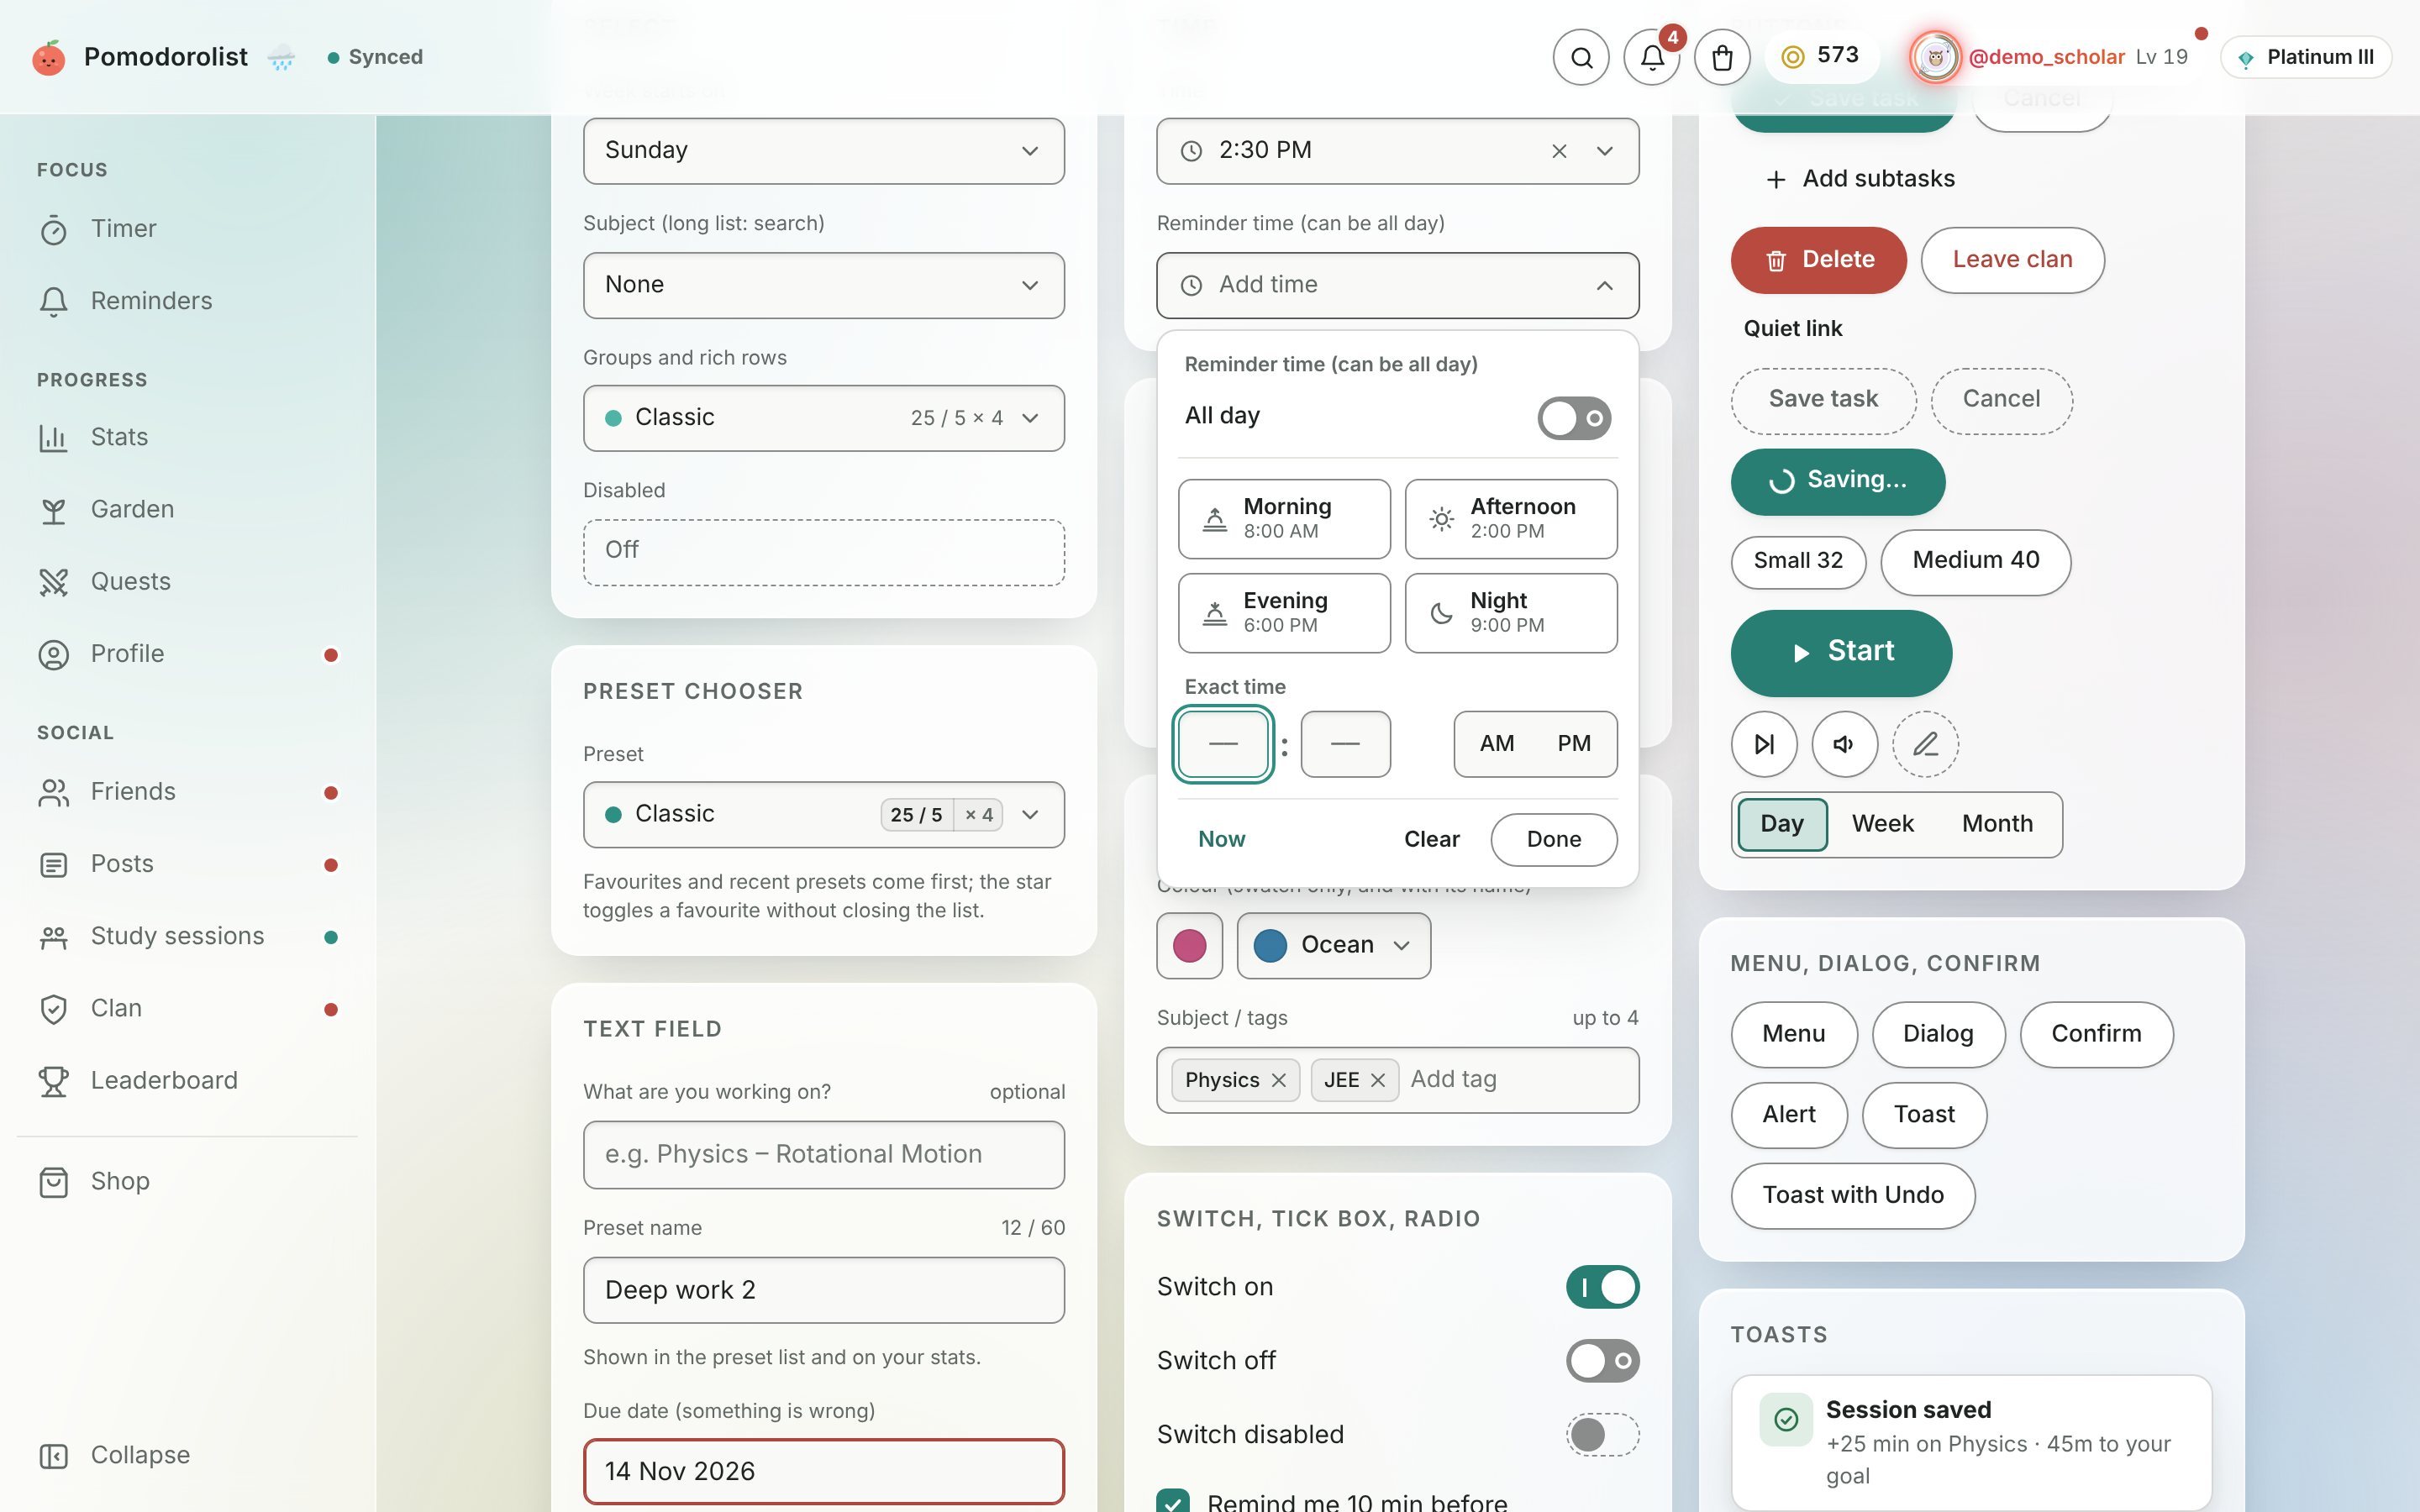 Pomodorolist
Synced
4
573
@demo_scholar Lv 19
Platinum III
FOCUS
Timer
Reminders
PROGRESS
Stats
Garden
Quests
Profile
SOCIAL
Friends
Posts
Study sessions
Clan
Leaderboard
Shop
Collapse
Sunday
Subject (long list: search)
None
Groups and rich rows
Classic 25 / 5 × 4
Disabled
Off
PRESET CHOOSER
Preset
Classic 25 / 5 × 4
Favourites and recent presets come first; the star
toggles a favourite without closing the list.
TEXT FIELD
What are you working on? optional
e.g. Physics – Rotational Motion
Preset name 12 / 60
Deep work 2
Shown in the preset list and on your stats.
Due date (something is wrong)
14 Nov 2026
2:30 PM
Reminder time (can be all day)
Add time
Reminder time (can be all day)
All day
Morning
8:00 AM
Afternoon
2:00 PM
Evening
6:00 PM
Night
9:00 PM
Exact time
— : — AM PM
Now Clear Done
Colour (swatch only, and with its name)
Ocean
Subject / tags up to 4
Physics JEE Add tag
SWITCH, TICK BOX, RADIO
Switch on
Switch off
Switch disabled
Remind me 10 min before
Save task Cancel
Add subtasks
Delete Leave clan
Quiet link
Save task Cancel
Saving...
Small 32 Medium 40
Start
Day Week Month
MENU, DIALOG, CONFIRM
Menu Dialog Confirm
Alert Toast
Toast with Undo
TOASTS
Session saved
+25 min on Physics · 45m to your
goal